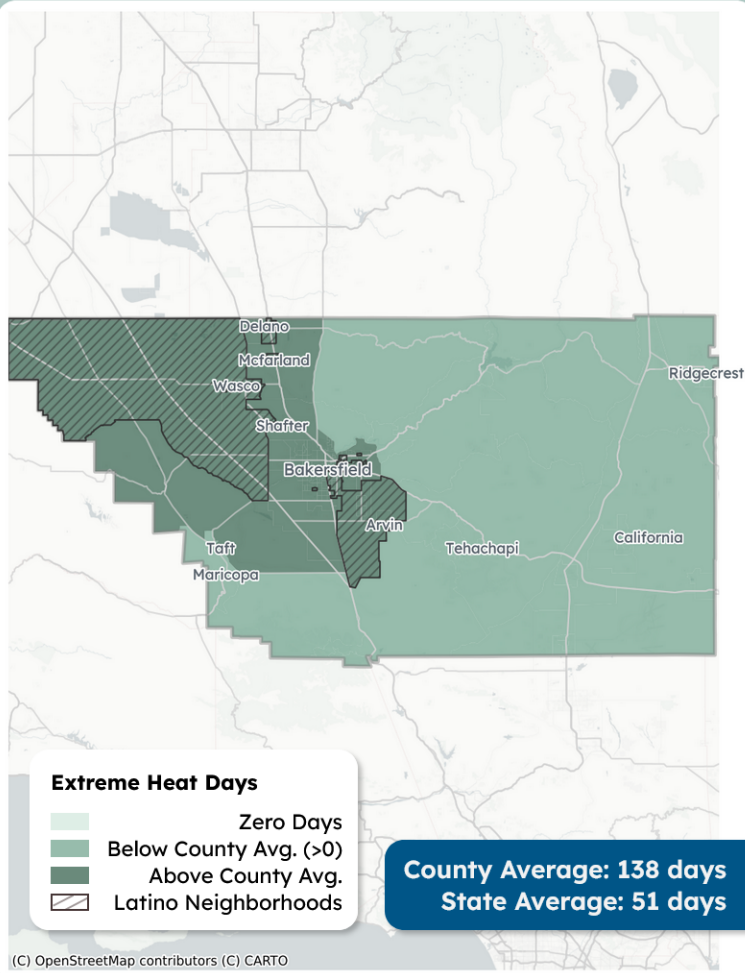 Delano
Mcfarland
Ridgecrest
Wasco
Shafter
Bakersfield
Arvin
California
Taft
Tehachapi
Maricopa
Extreme Heat Days
Zero Days
Below County Avg. (>0)
Above County Avg.
Latino Neighborhoods
County Average: 138 days
State Average: 51 days
(C) OpenStreetMap contributors (C) CARTO